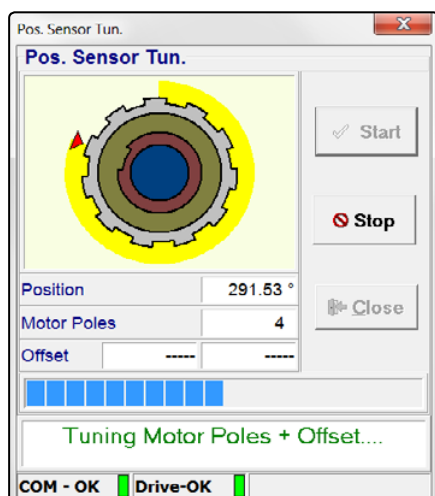 Pos. Sensor Tun.
Pos. Sensor Tun.
Start
Stop
Position 291.53 °
Motor Poles 4
Close
Offset ----- -----
Tuning Motor Poles + Offset....
COM - OK Drive-OK